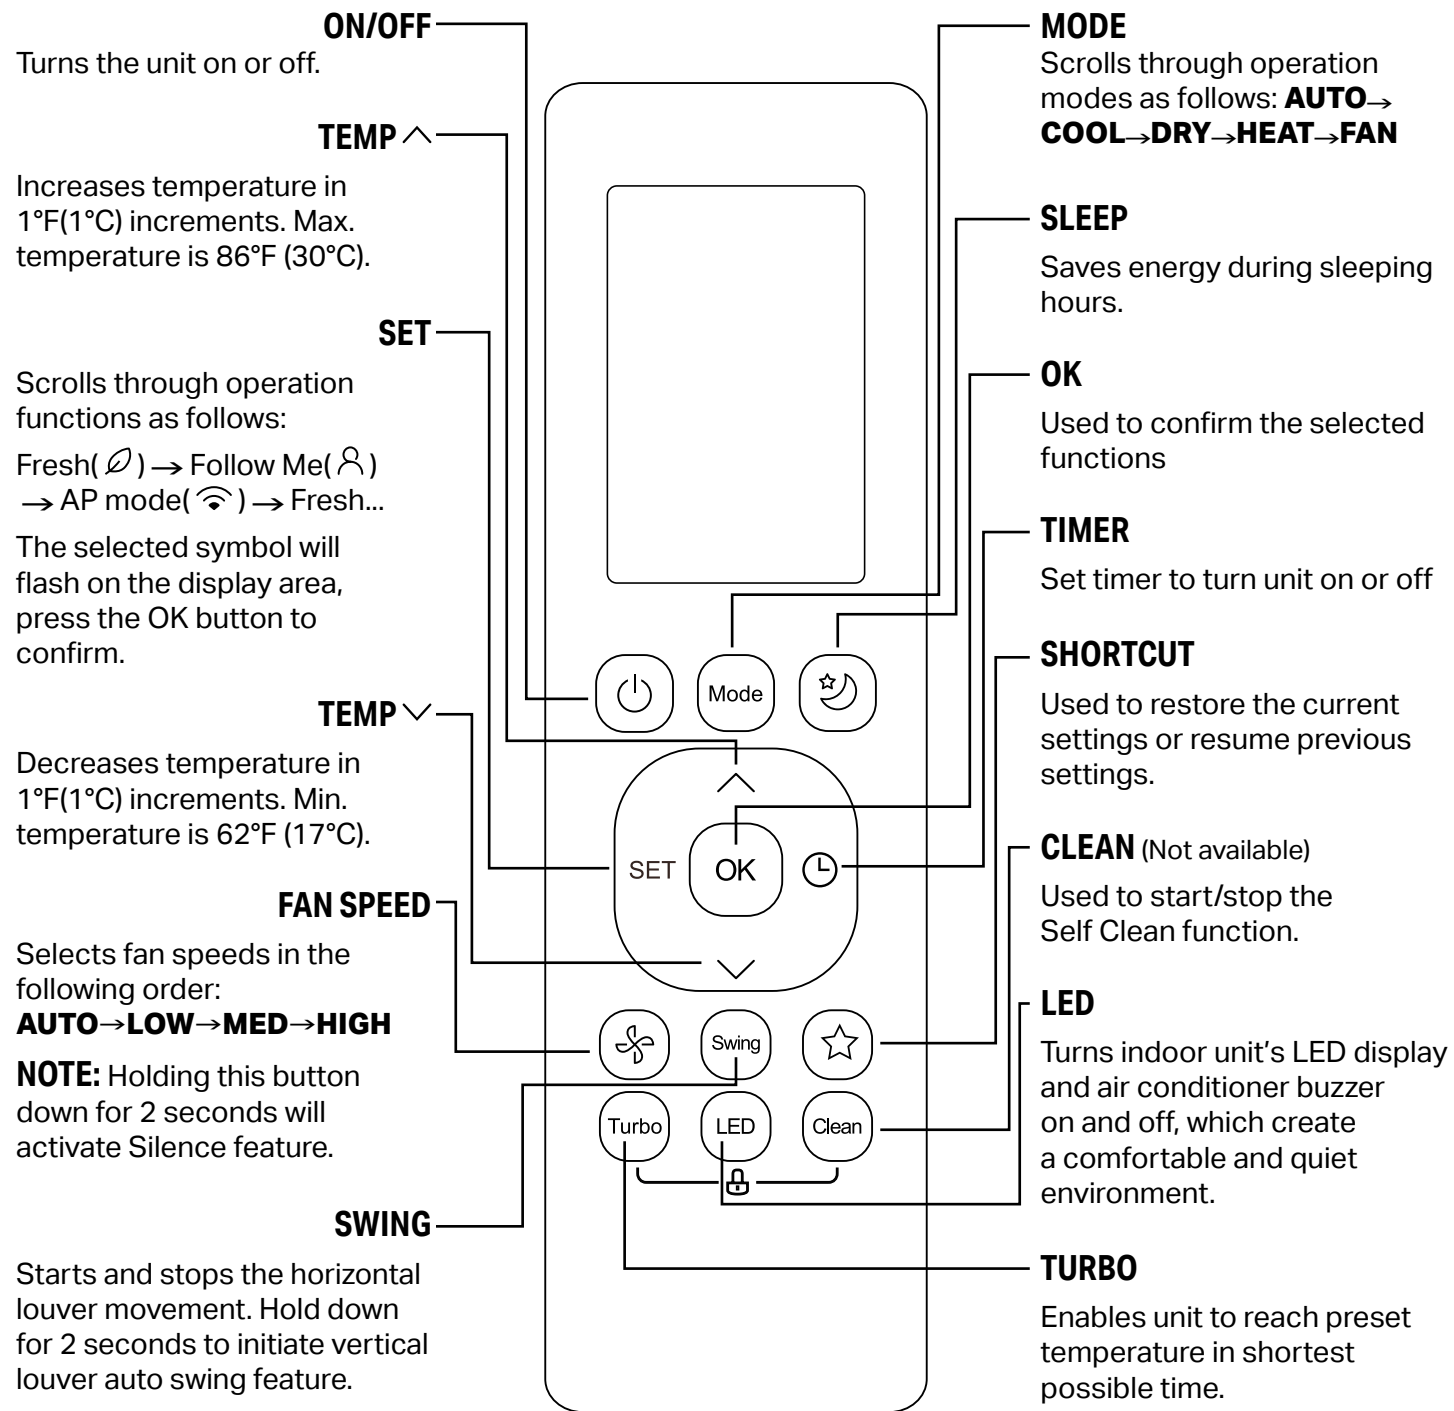 ON/OFF
Turns the unit on or off.
TEMP
Increases temperature in
1°F(1°C) increments. Max.
temperature is 86°F (30°C).
SET
Scrolls through operation
functions as follows:
Fresh( ) → Follow Me( )
→ AP mode( ) → Fresh...
The selected symbol will
flash on the display area,
press the OK button to
confirm.
TEMP
Decreases temperature in
1°F(1°C) increments. Min.
temperature is 62°F (17°C).
FAN SPEED
Selects fan speeds in the
following order:
AUTO→LOW→MED→HIGH
NOTE: Holding this button
down for 2 seconds will
activate Silence feature.
SWING
Starts and stops the horizontal
louver movement. Hold down
for 2 seconds to initiate vertical
louver auto swing feature.
Mode
SET OK
Swing
Turbo LED Clean
MODE
Scrolls through operation
modes as follows: AUTO→
COOL→DRY→HEAT→FAN
SLEEP
Saves energy during sleeping
hours.
OK
Used to confirm the selected
functions
TIMER
Set timer to turn unit on or off
SHORTCUT
Used to restore the current
settings or resume previous
settings.
CLEAN (Not available)
Used to start/stop the
Self Clean function.
LED
Turns indoor unit's LED display
and air conditioner buzzer
on and off, which create
a comfortable and quiet
environment.
TURBO
Enables unit to reach preset
temperature in shortest
possible time.